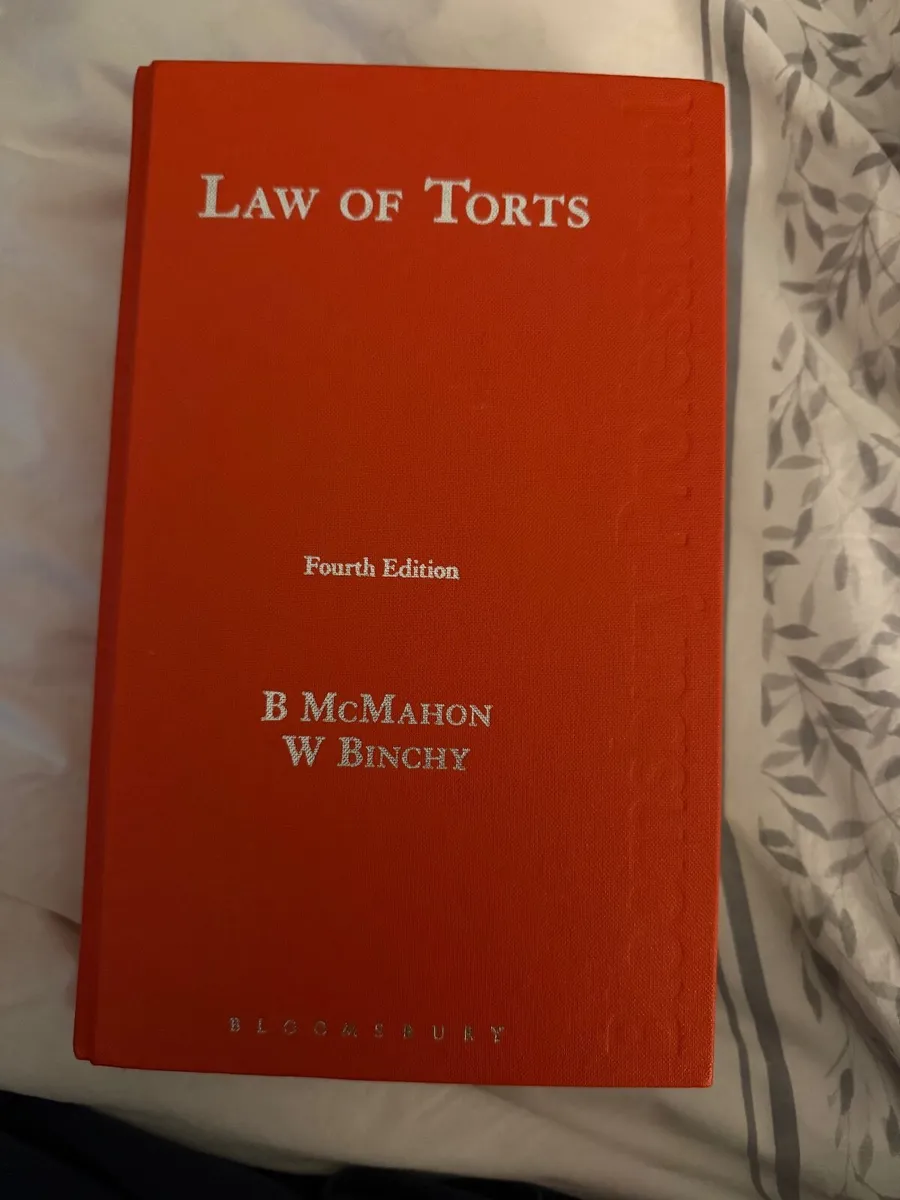 LAW OF TORTS
Fourth Edition
B MCMAHON
W BINCHY
BLOOMSBURY